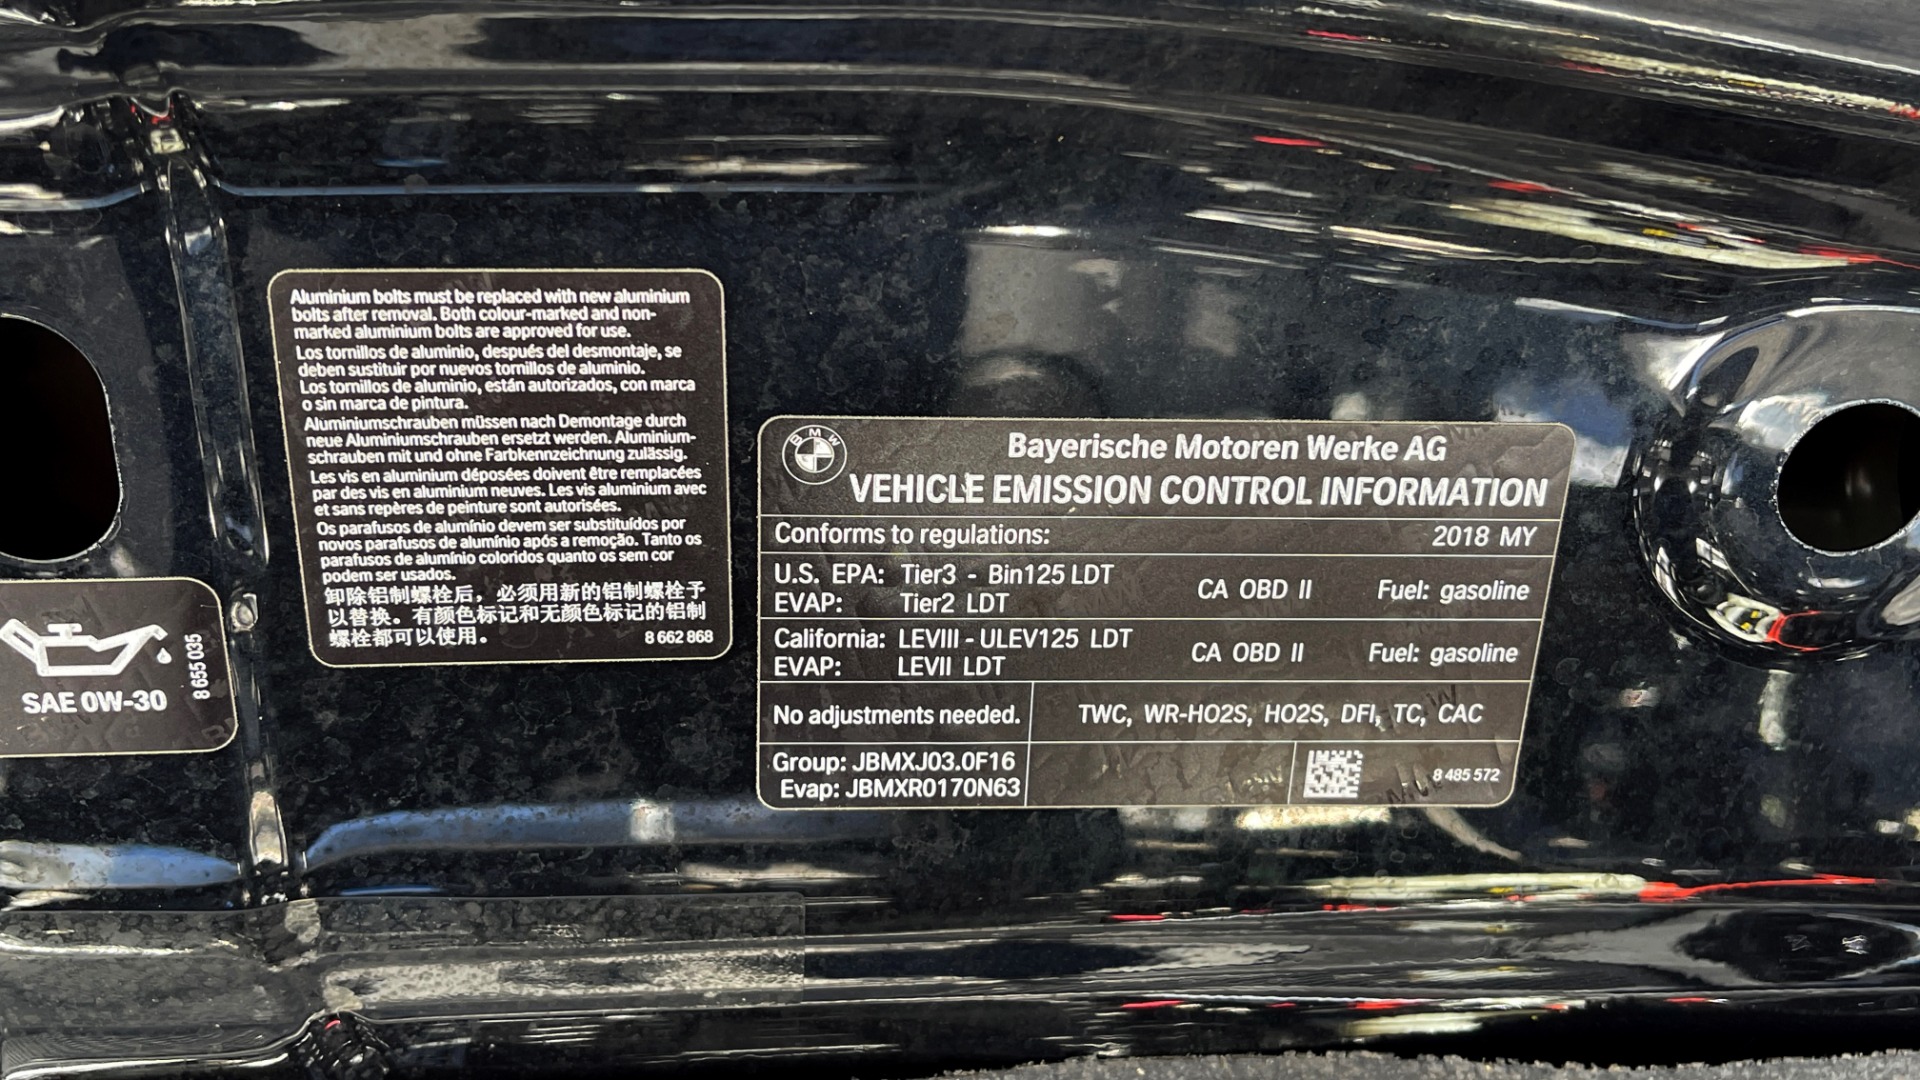 Aluminium bolts must be replaced with new aluminium
bolts after removal. Both colour-marked and non-
marked aluminium bolts are approved for use.
Los tornillos de aluminio, después del desmontaje, se
deben sustituir por nuevos tornillos de aluminio.
Los tornillos de aluminio, están autorizados, con marca
o sin marca de pintura.
Aluminiumschrauben müssen nach Demontage durch
neue Aluminiumschrauben ersetzt werden. Aluminium-
schrauben mit und ohne Farbkennzeichnung zulässig.
Les vis en aluminium déposées doivent être remplacées
par des vis en aluminium neuves. Les vis aluminium avec
et sans repères de peinture sont autorisées.
Os parafusos de alumínio devem ser substituídos por
novos parafusos de alumínio após a remoção. Tanto os
parafusos de alumínio coloridos quanto os sem cor
podem ser usados.
卸除铝制螺栓后，必须用新的铝制螺栓予
以替换。有颜色标记和无颜色标记的铝制
螺栓都可以使用。
8 662 868
SAE 0W-30
8 655 035
BMW
Bayerische Motoren Werke AG
VEHICLE EMISSION CONTROL INFORMATION
Conforms to regulations: 2018 MY
U.S. EPA: Tier3 - Bin125 LDT CA OBD II Fuel: gasoline
EVAP: Tier2 LDT
California: LEVIII - ULEV125 LDT CA OBD II Fuel: gasoline
EVAP: LEVII LDT
No adjustments needed. TWC, WR-HO2S, HO2S, DFI, TC, CAC
Group: JBMXJ03.0F16
Evap: JBMXR0170N63
8 485 572